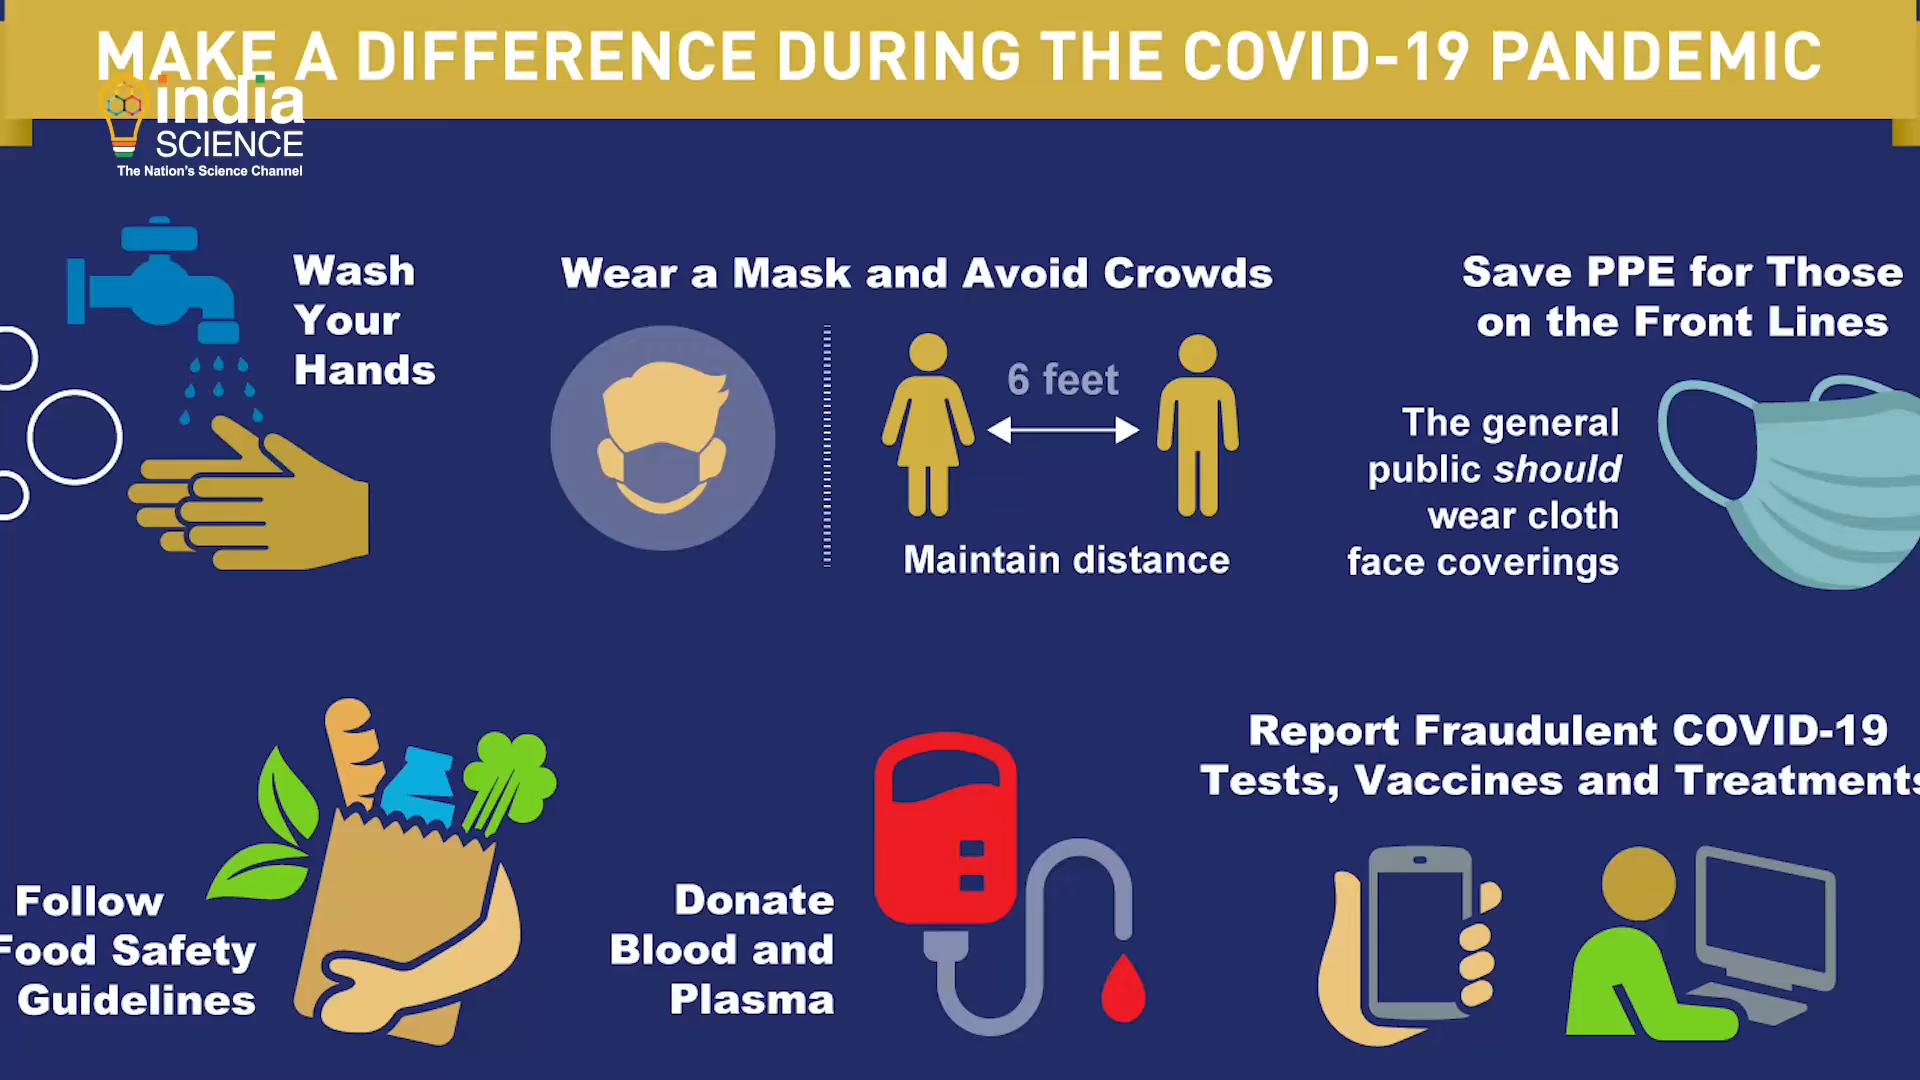 MAKE A DIFFERENCE DURING THE COVID-19 PANDEMIC
india
SCIENCE
The Nation's Science Channel
Wash
Your
Hands
Wear a Mask and Avoid Crowds
6 feet
Maintain distance
Save PPE for Those
on the Front Lines
The general
public should
wear cloth
face coverings
Follow
Food Safety
Guidelines
Donate
Blood and
Plasma
Report Fraudulent COVID-19
Tests, Vaccines and Treatments